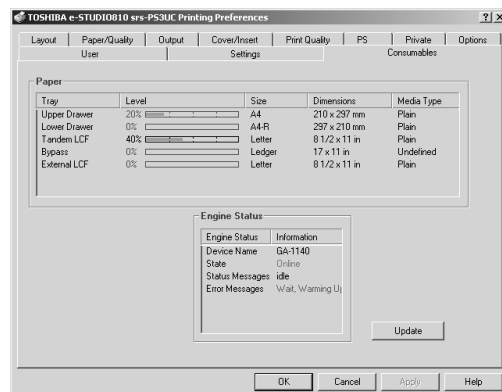 TOSHIBA e-STUDIO810 srs-PS3UC Printing Preferences
Layout Paper/Quality Output Cover/Insert Print Quality PS Private Options
User Settings Consumables
Paper
Tray Level Size Dimensions Media Type
Upper Drawer 20% A4 210 x 297 mm Plain
Lower Drawer 0% A4-R 297 x 210 mm Plain
Tandem LCF 40% Letter 8 1/2 x 11 in Plain
Bypass 0% Ledger 17 x 11 in Undefined
External LCF 0% Letter 8 1/2 x 11 in Plain
Engine Status
Engine Status Information
Device Name GA-1140
State Online
Status Messages idle
Error Messages Wait, Warming U
Update
OK Cancel Apply Help